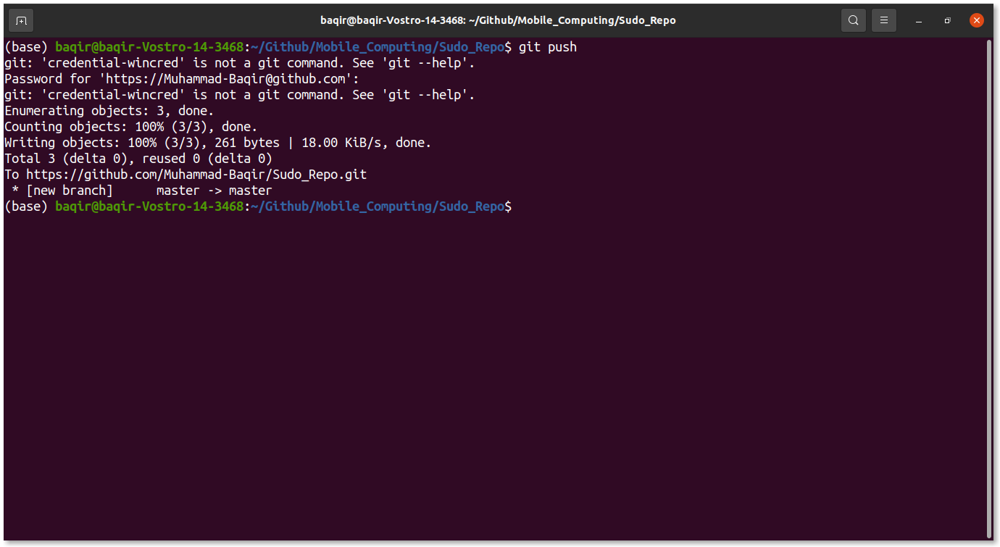 baqir@baqir-Vostro-14-3468: ~/Github/Mobile_Computing/Sudo_Repo
(base) baqir@baqir-Vostro-14-3468:~/Github/Mobile_Computing/Sudo_Repo$ git push
git: 'credential-wincred' is not a git command. See 'git --help'.
Password for 'https://Muhammad-Baqir@github.com':
git: 'credential-wincred' is not a git command. See 'git --help'.
Enumerating objects: 3, done.
Counting objects: 100% (3/3), done.
Writing objects: 100% (3/3), 261 bytes | 18.00 KiB/s, done.
Total 3 (delta 0), reused 0 (delta 0)
To https://github.com/Muhammad-Baqir/Sudo_Repo.git
 * [new branch]      master -> master
(base) baqir@baqir-Vostro-14-3468:~/Github/Mobile_Computing/Sudo_Repo$